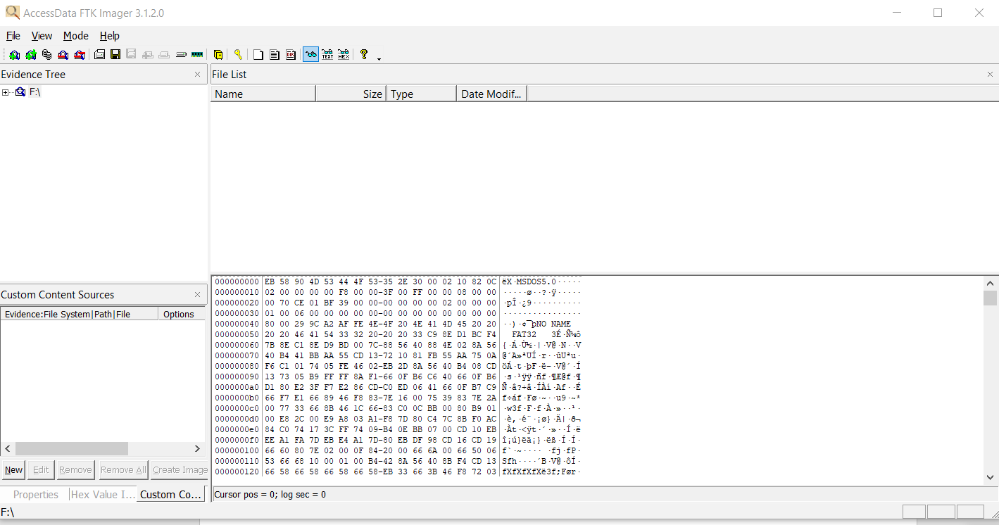 AccessData FTK Imager 3.1.2.0
File View Mode Help
Evidence Tree
F:\
File List
Name Size Type Date Modif...
Custom Content Sources
Evidence:File System|Path|File Options
New Edit Remove Remove All Create Image
Properties Hex Value I... Custom Co...
000000000 EB 58 90 4D 53 44 4F 53-35 2E 30 00 02 10 82 0C ëX·MSDOS5.0·····
000000010 02 00 00 00 00 F8 00 00-3F 00 FF 00 00 08 00 00 ·····ø··?·ÿ·····
000000020 00 70 CE 01 BF 39 00 00-00 00 00 00 02 00 00 00 ·pÎ·¿9··········
000000030 01 00 06 00 00 00 00 00-00 00 00 00 00 00 00 00 ················
000000040 80 00 29 9C A2 AF FE 4E-4F 20 4E 41 4D 45 20 20 ··)·¢¯þNO NAME
000000050 20 20 46 41 54 33 32 20-20 20 33 C9 8E D1 BC F4 FAT32   3É·Ñ¼ô
000000060 7B 8E C1 8E D9 BD 00 7C-88 56 40 88 4E 02 8A 56 {·Á·Ù½·|·V@·N··V
000000070 40 B4 41 BB AA 55 CD 13-72 10 81 FB 55 AA 75 0A @´A»ªUÍ·r··ûUªu·
000000080 F6 C1 01 74 05 FE 46 02-EB 2D 8A 56 40 B4 08 CD öÁ·t·þF·ë-·V@´·Í
000000090 13 73 05 B9 FF FF 8A F1-66 0F B6 C6 40 66 0F B6 ·s·¹ÿÿ·ñf·¶Æ@f·¶
0000000a0 D1 80 E2 3F F7 E2 86 CD-C0 ED 06 41 66 0F B7 C9 Ñ·â?÷â·ÍÀí·Af··É
0000000b0 66 F7 E1 66 89 46 F8 83-7E 16 00 75 39 83 7E 2A f÷áf·Fø·~··u9·~*
0000000c0 00 77 33 66 8B 46 1C 66-83 C0 0C BB 00 80 B9 01 ·w3f·F·f·À·»··¹·
0000000d0 00 E8 2C 00 E9 A8 03 A1-F8 7D 80 C4 7C 8B F0 AC ·è,·é¨·¡ø}·Ä|·ð¬
0000000e0 84 C0 74 17 3C FF 74 09-B4 0E BB 07 00 CD 10 EB ·Àt·<ÿt·´·»··Í·ë
0000000f0 EE A1 FA 7D EB E4 A1 7D-80 EB DF 98 CD 16 CD 19 î¡ú}ëä¡}·ëß·Í·Í·
000000100 66 60 80 7E 02 00 0F 84-20 00 66 6A 00 66 50 06 f`·~···· ·fj·fP·
000000110 53 66 68 10 00 01 00 B4-42 8A 56 40 8B F4 CD 13 Sfh····´B·V@·ôÍ·
000000120 66 58 66 58 66 58 66 58-EB 33 66 3B 46 F8 72 03 fXfXfXfXë3f;Før·
Cursor pos = 0; log sec = 0
F:\